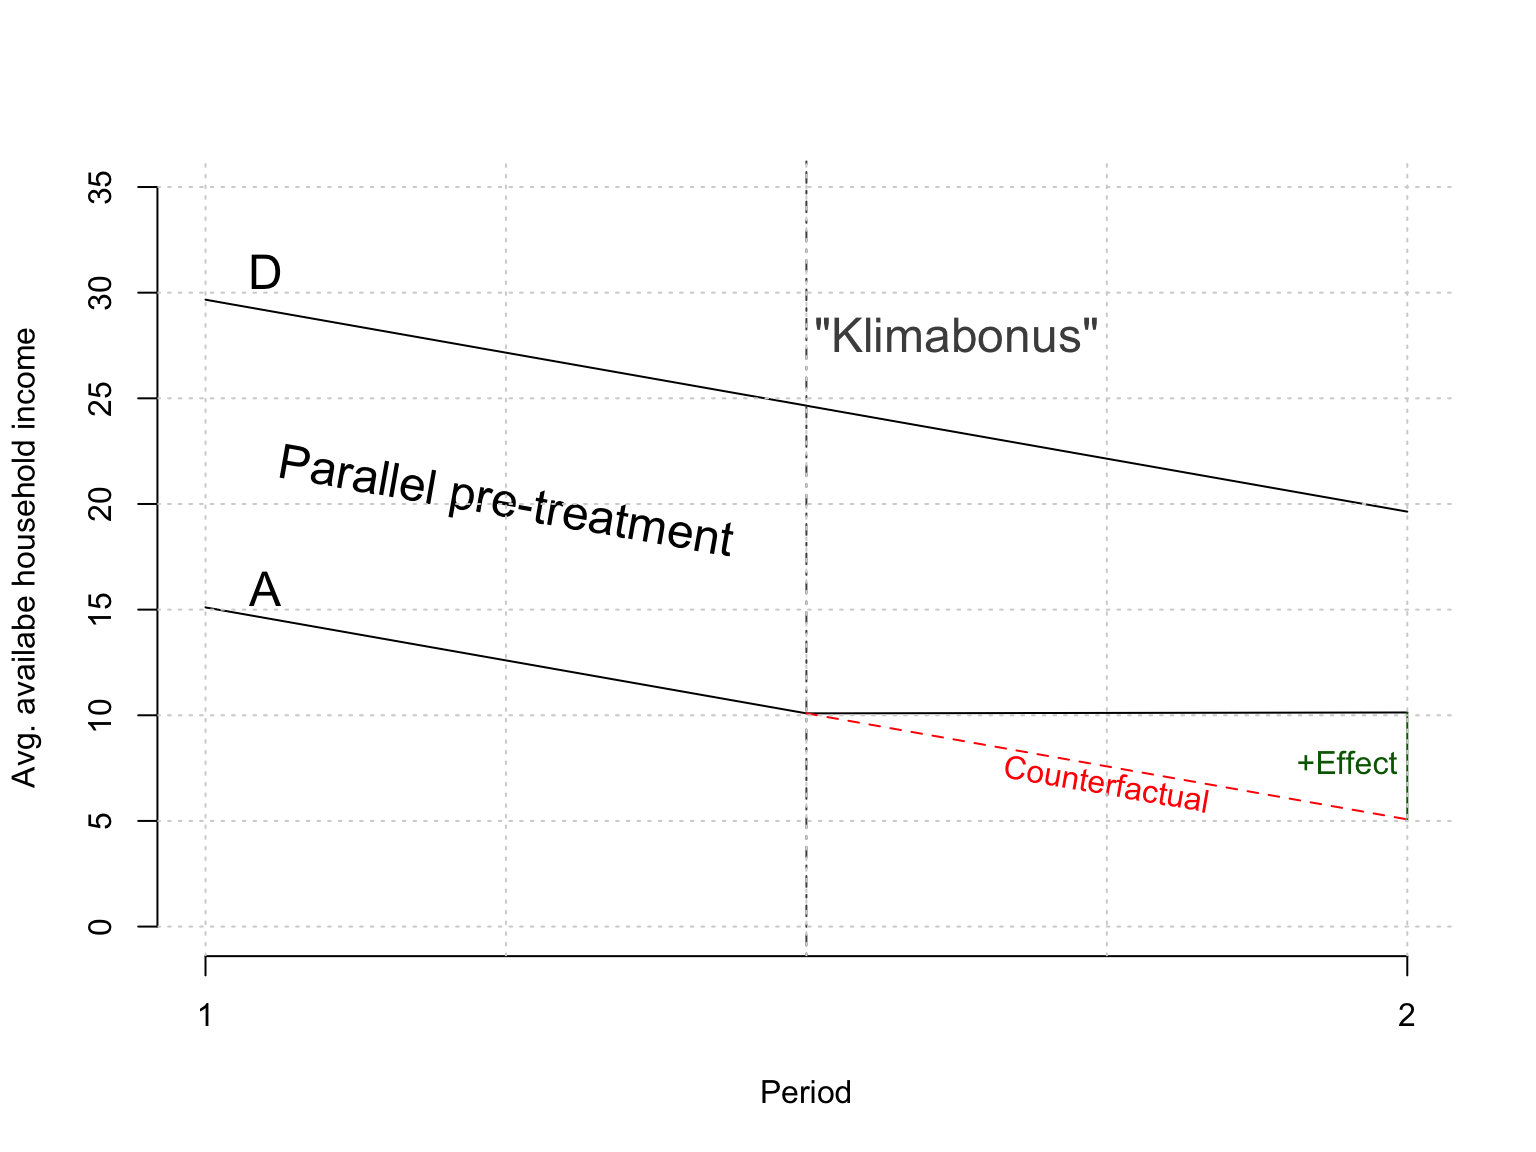 35
30
25
20
15
10
5
0
Avg. availabe household income
D
"Klimabonus"
Parallel pre-treatment
A
+Effect
Counterfactual
1
2
Period